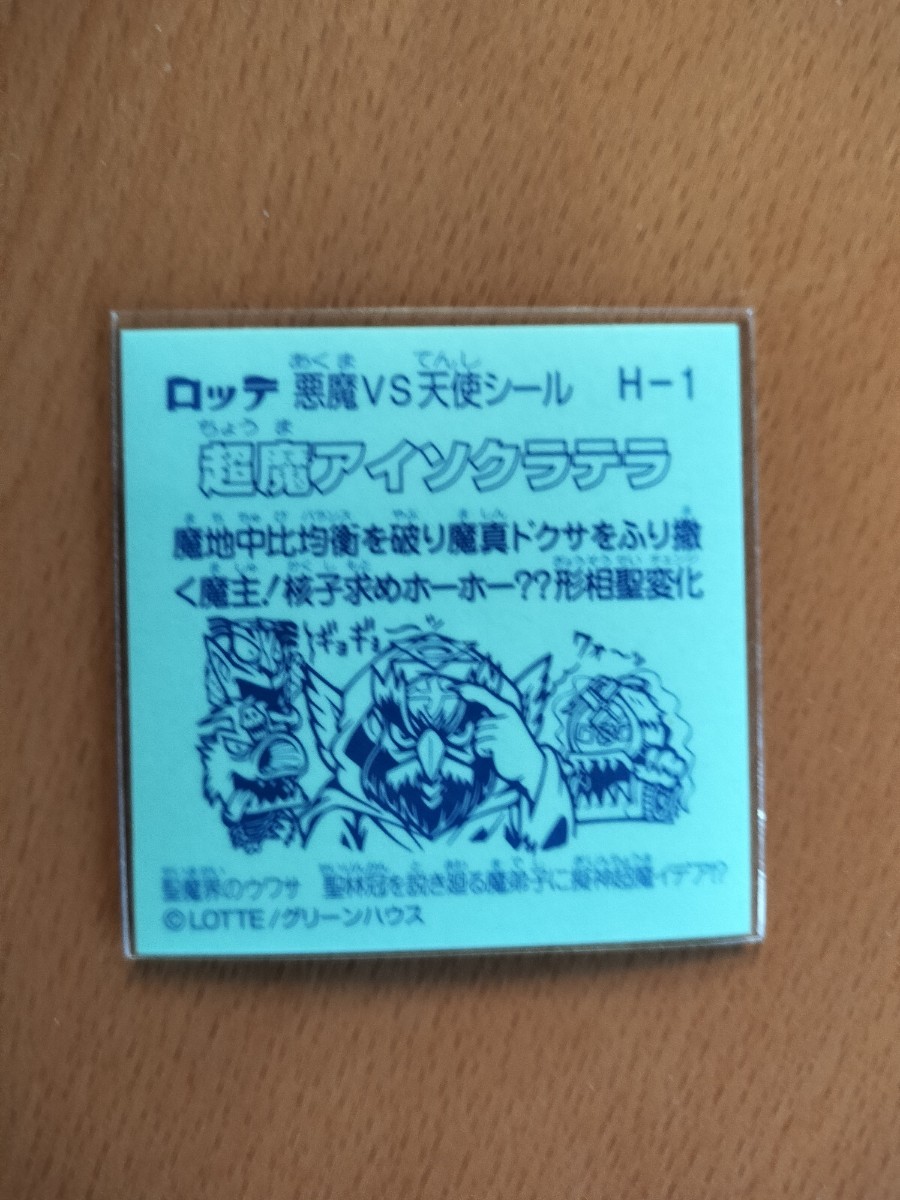 ロッテ 悪魔VS天使シール H-1
超魔アイソクラテラ
魔地中比均衡を破り魔真ドクサをふり撒
く魔主!核子求めホーホー??形相聖変化
ギョギョ〜ッ
ウォ〜ッ
聖魔界のウワサ 聖林冠を説き廻る魔弟子に擬神超魔イデア!?
©LOTTE/グリーンハウス